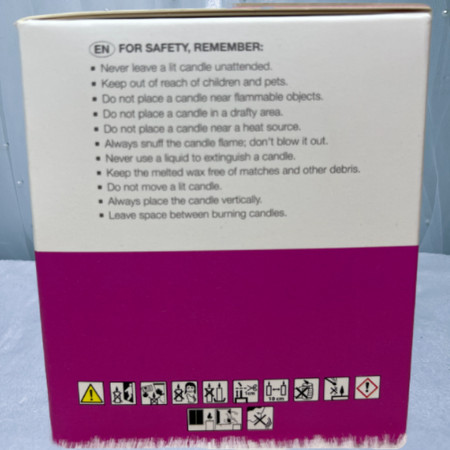 EN FOR SAFETY, REMEMBER:
▪ Never leave a lit candle unattended.
▪ Keep out of reach of children and pets.
▪ Do not place a candle near flammable objects.
▪ Do not place a candle in a drafty area.
▪ Do not place a candle near a heat source.
▪ Always snuff the candle flame; don't blow it out.
▪ Never use a liquid to extinguish a candle.
▪ Keep the melted wax free of matches and other debris.
▪ Do not move a lit candle.
▪ Always place the candle vertically.
▪ Leave space between burning candles.
10 cm